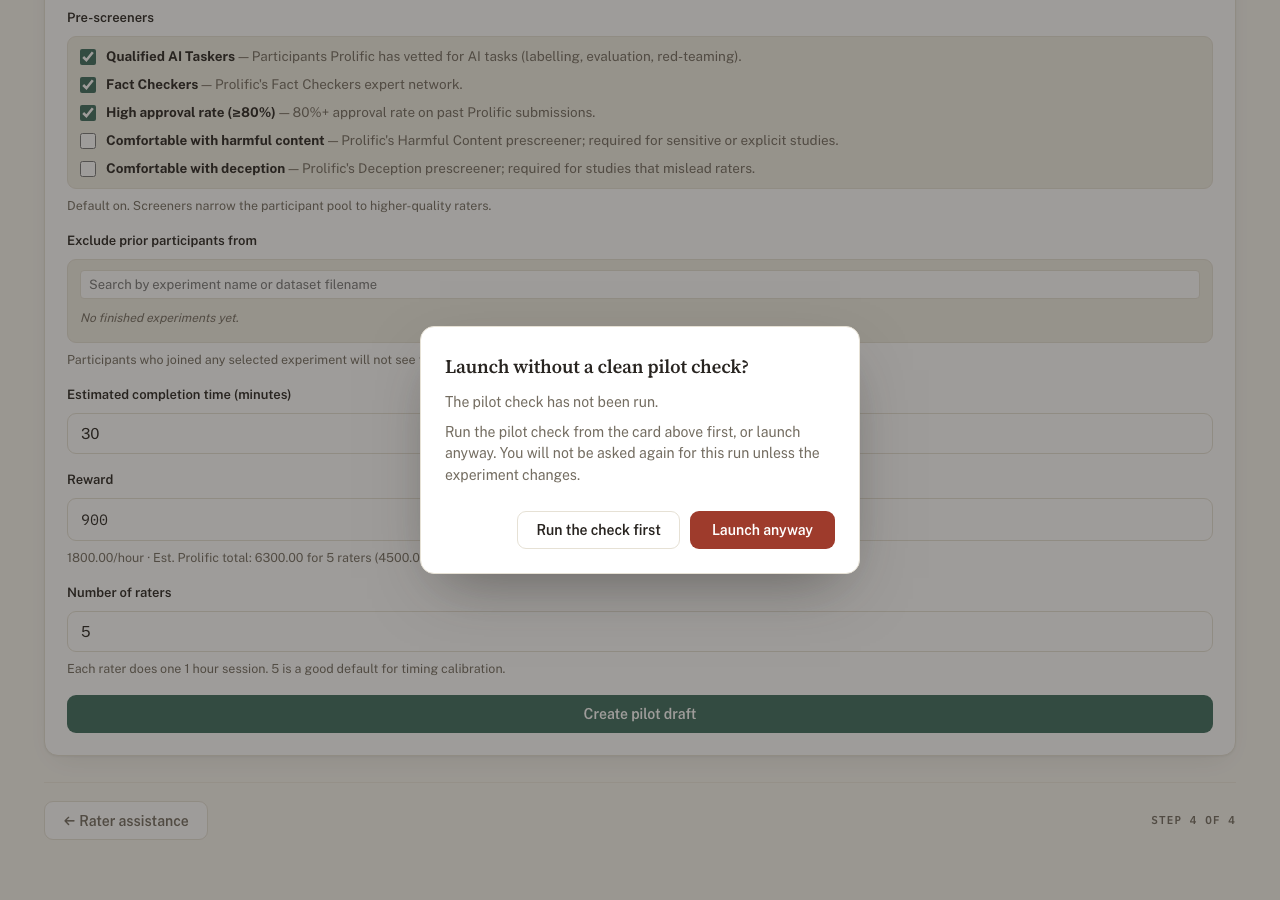 Pre-screeners
Qualified AI Taskers — Participants Prolific has vetted for AI tasks (labelling, evaluation, red-teaming).
Fact Checkers — Prolific's Fact Checkers expert network.
High approval rate (≥80%) — 80%+ approval rate on past Prolific submissions.
Comfortable with harmful content — Prolific's Harmful Content prescreener; required for sensitive or explicit studies.
Comfortable with deception — Prolific's Deception prescreener; required for studies that mislead raters.
Default on. Screeners narrow the participant pool to higher-quality raters.
Exclude prior participants from
Search by experiment name or dataset filename
No finished experiments yet.
Participants who joined any selected experiment will not see
Estimated completion time (minutes)
30
Reward
900
1800.00/hour · Est. Prolific total: 6300.00 for 5 raters (4500.0
Number of raters
5
Each rater does one 1 hour session. 5 is a good default for timing calibration.
Create pilot draft
← Rater assistance
STEP 4 OF 4
Launch without a clean pilot check?
The pilot check has not been run.
Run the pilot check from the card above first, or launch
anyway. You will not be asked again for this run unless the
experiment changes.
Run the check first
Launch anyway